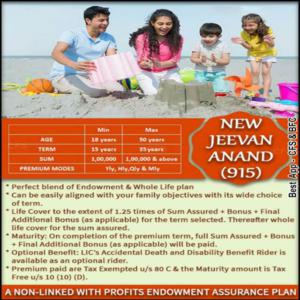 NEW
JEEVAN
ANAND
(915)
Min Max
AGE 18 years 50 years
TERM 15 years 35years
SUM 1,00,000 1,00,000 & above
PREMIUM MODES Yly, Hly,Qly & Mly
* Perfect blend of Endowment & Whole Life plan
* Can be easily aligned with your family objectives with its wide choice
of term.
* Life Cover to the extent of 1.25 times of Sum Assured + Bonus + Final
Additional Bonus (as applicable) for the term selected. Thereafter whole
life cover for the sum assured.
* Maturity: On completion of the premium term, full Sum Assured + Bonus
+ Final Additional Bonus (as applicable) will be paid.
* Optional Benefit: LIC's Accidental Death and Disability Benefit Rider is
available as an optional rider.
* Premium paid are Tax Exempted u/s 80 C & the Maturity amount is Tax
Free u/s 10 (10) (D).
A NON-LINKED WITH PROFITS ENDOWMENT ASSURANCE PLAN
Best App - CFSC & BFC